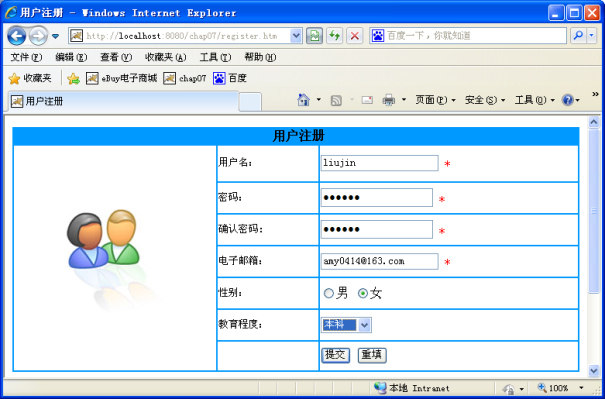 用户注册 - Windows Internet Explorer
http://localhost:8080/chap07/register.htm
百度一下，你就知道
文件(F) 编辑(E) 查看(V) 收藏夹(A) 工具(T) 帮助(H)
收藏夹 eBuy电子商城 chap07 百度
用户注册 页面(P) 安全(S) 工具(O) »
用户注册
用户名： liujin *
密码： •••••• *
确认密码： •••••• *
电子邮箱： amy0414@163.com *
性别： 男 女
教育程度： 本科
提交 重填
本地 Intranet 100%